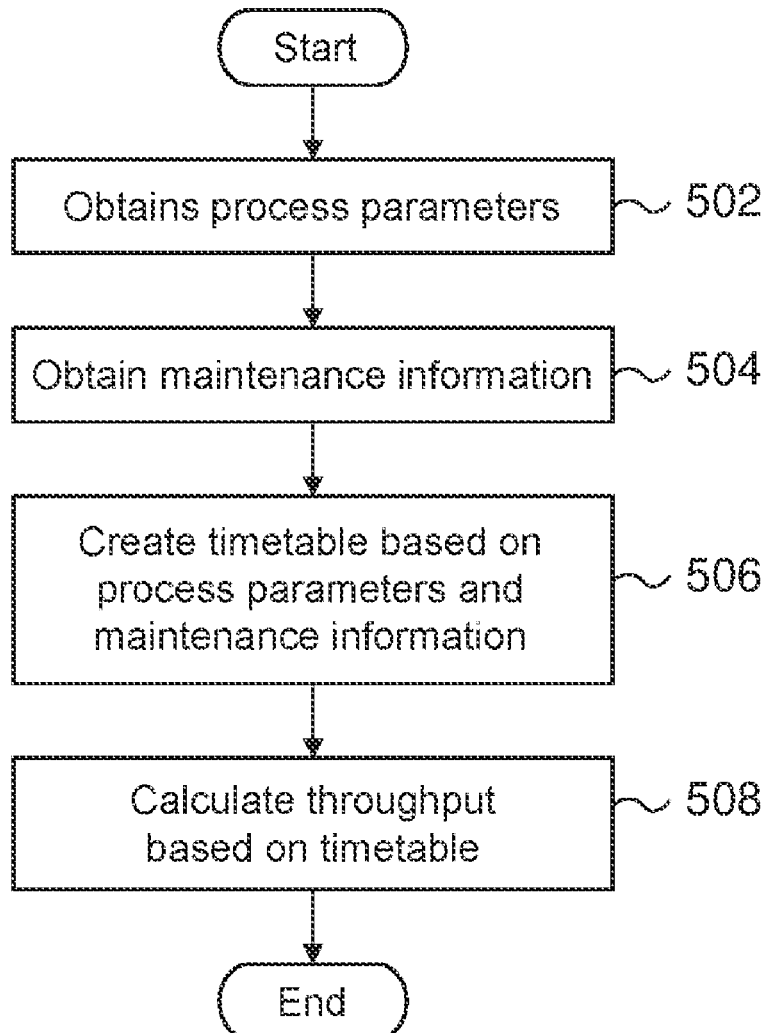 Start
Obtains process parameters
502
Obtain maintenance information
504
Create timetable based on
process parameters and
maintenance information
506
Calculate throughput
based on timetable
508
End